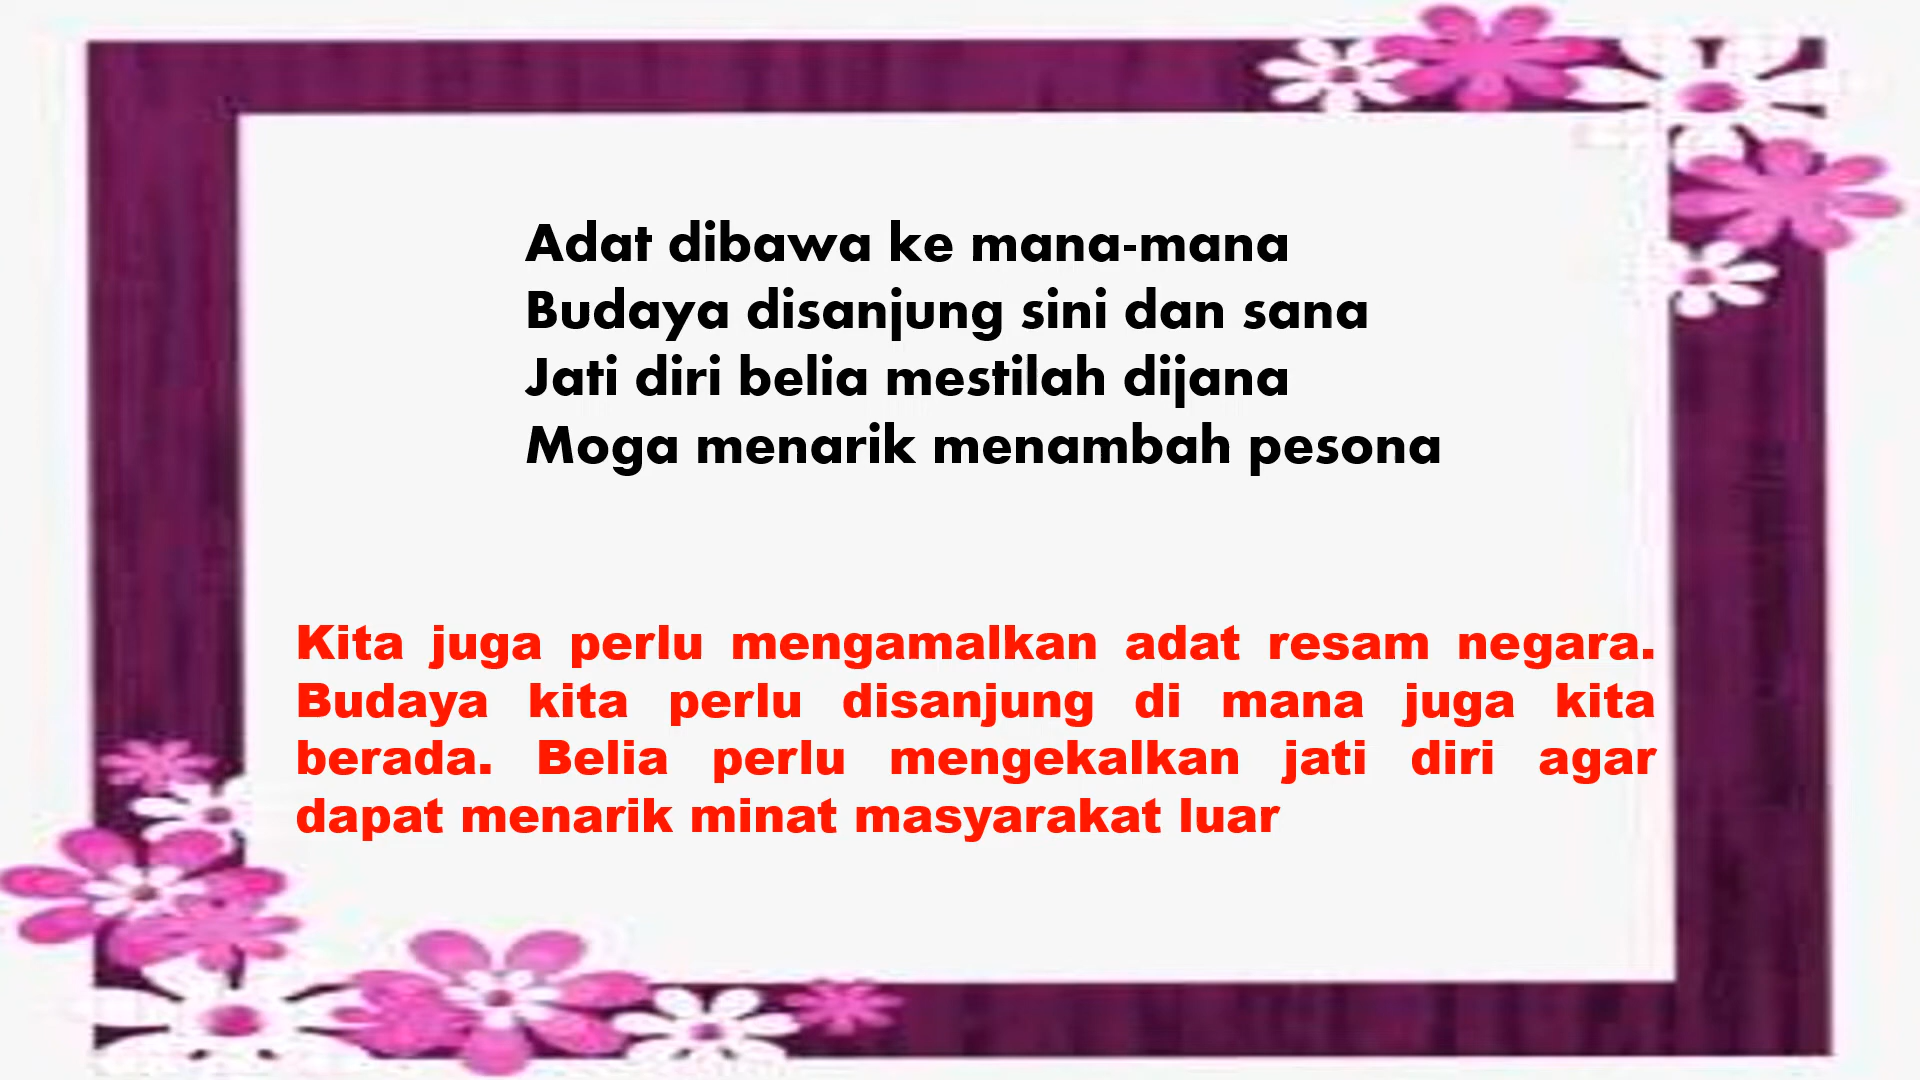 Adat dibawa ke mana-mana
Budaya disanjung sini dan sana
Jati diri belia mestilah dijana
Moga menarik menambah pesona
Kita juga perlu mengamalkan adat resam negara.
Budaya kita perlu disanjung di mana juga kita
berada. Belia perlu mengekalkan jati diri agar
dapat menarik minat masyarakat luar